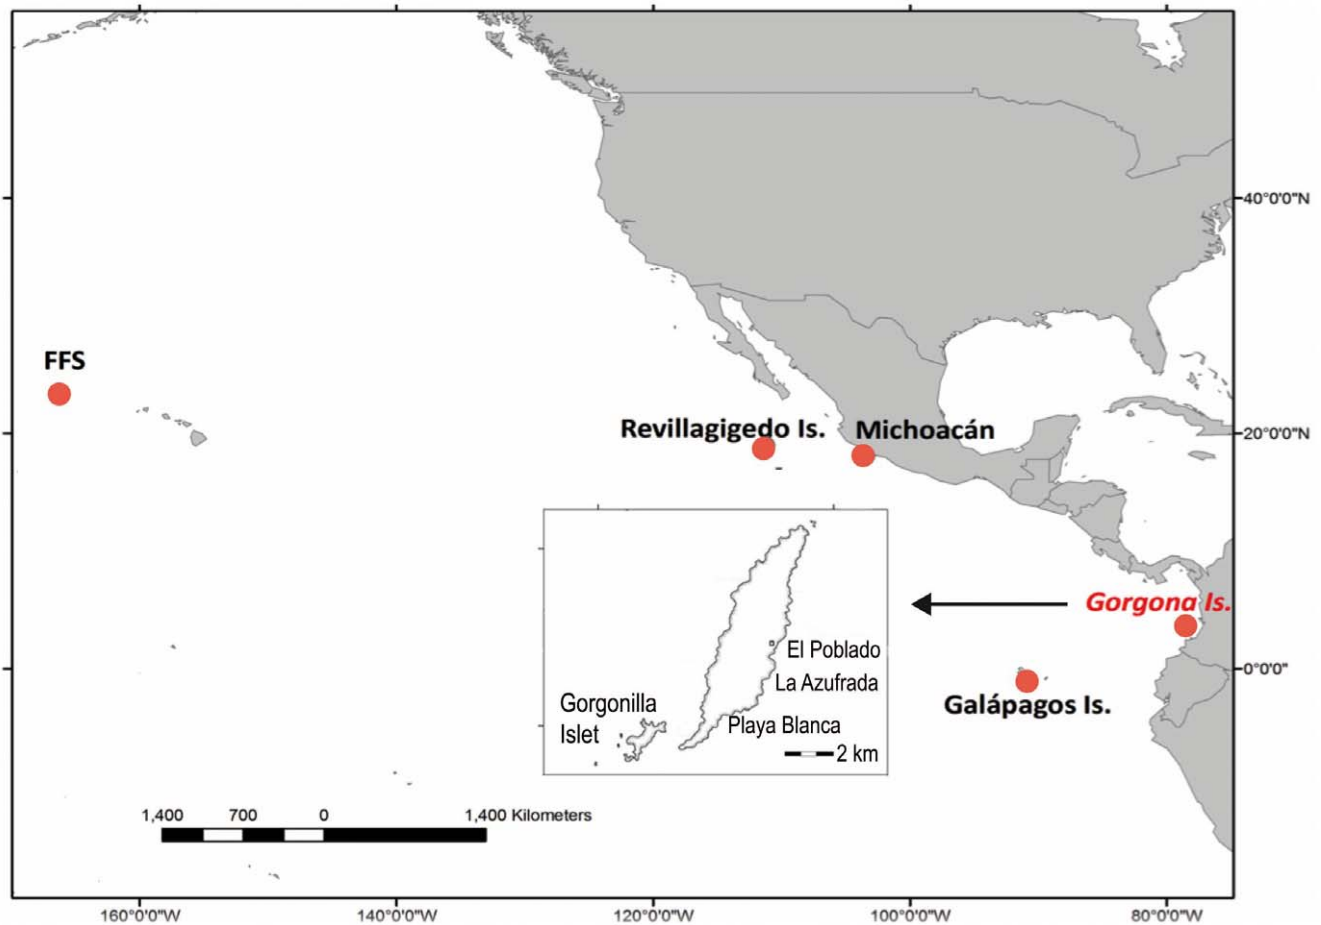 40°0'0"N
FFS
Revillagigedo Is.
Michoacán
20°0'0"N
Gorgona Is.
El Poblado
La Azufrada
Gorgonilla
Islet
Playa Blanca
2 km
0°0'0"
Galápagos Is.
1,400 700 0 1,400 Kilometers
160°0'0"W 140°0'0"W 120°0'0"W 100°0'0"W 80°0'0"W